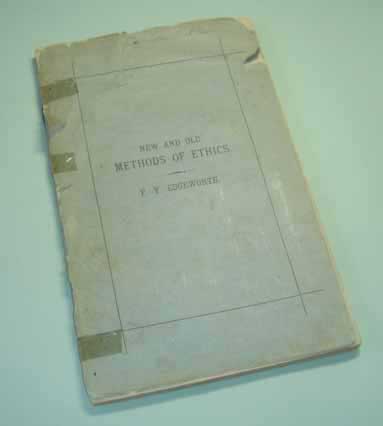 NEW AND OLD
METHODS OF ETHICS.
F. Y. EDGEWORTH.